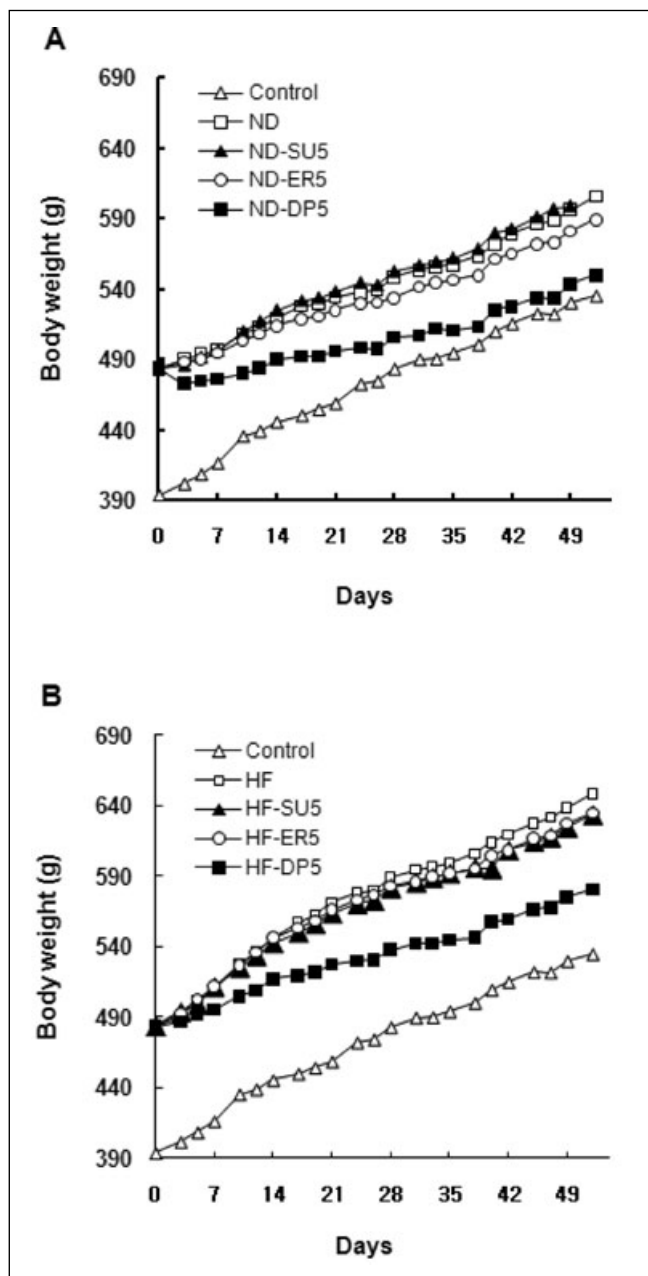 A
690
640
590
540
490
440
390
Body weight (g)
Control
ND
ND-SU5
ND-ER5
ND-DP5
0 7 14 21 28 35 42 49
Days
B
690
640
590
540
490
440
390
Body weight (g)
Control
HF
HF-SU5
HF-ER5
HF-DP5
0 7 14 21 28 35 42 49
Days